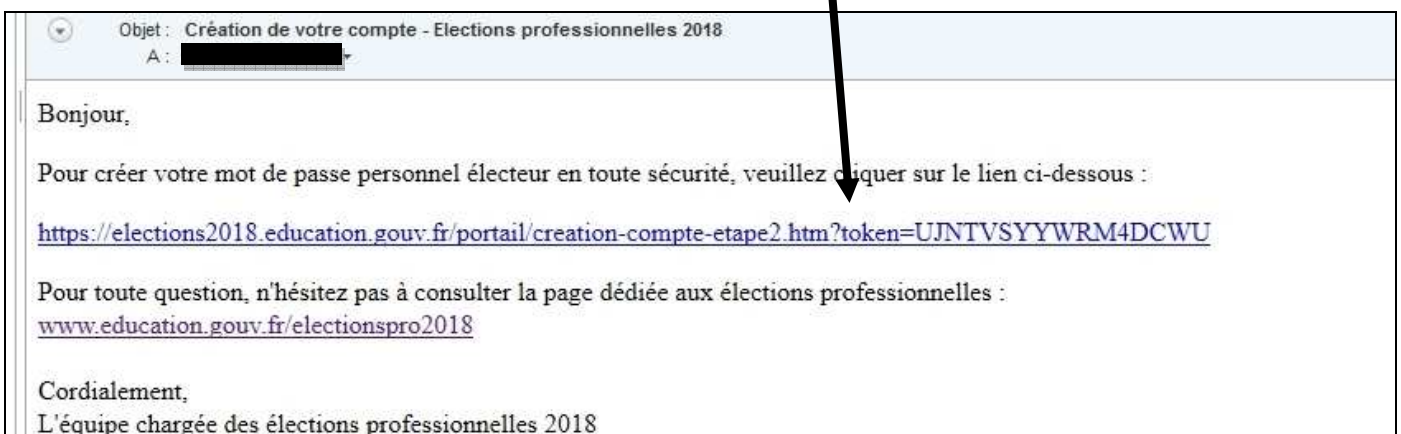 Objet : Création de votre compte - Elections professionnelles 2018
A :
Bonjour,
Pour créer votre mot de passe personnel électeur en toute sécurité, veuillez cliquer sur le lien ci-dessous :
https://elections2018.education.gouv.fr/portail/creation-compte-etape2.htm?token=UJNTVSYYWRM4DCWU
Pour toute question, n'hésitez pas à consulter la page dédiée aux élections professionnelles :
www.education.gouv.fr/electionspro2018
Cordialement,
L'équipe chargée des élections professionnelles 2018